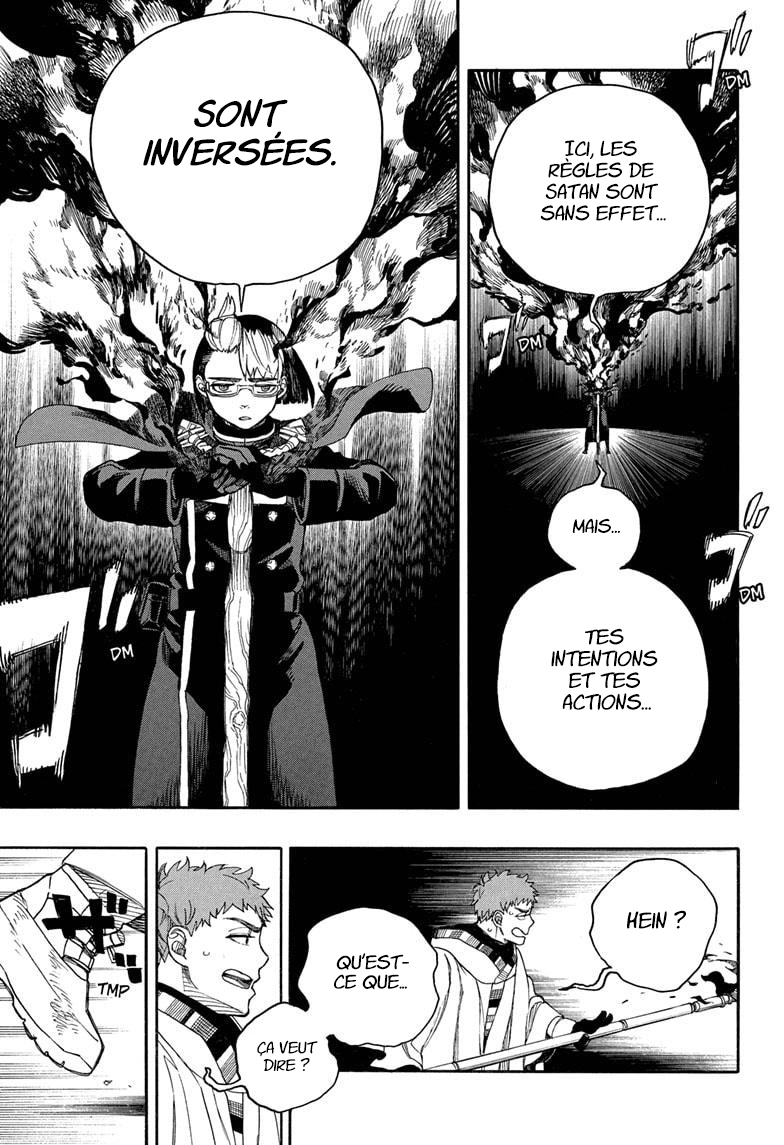 ICI, LES
RÈGLES DE
SATAN SONT
SANS EFFET...
DM
DM
MAIS...
TES
INTENTIONS
ET TES
ACTIONS...
DM
SONT
INVERSÉES.
DM
HEIN ?
QU'EST-
CE QUE...
ÇA VEUT
DIRE ?
TMP